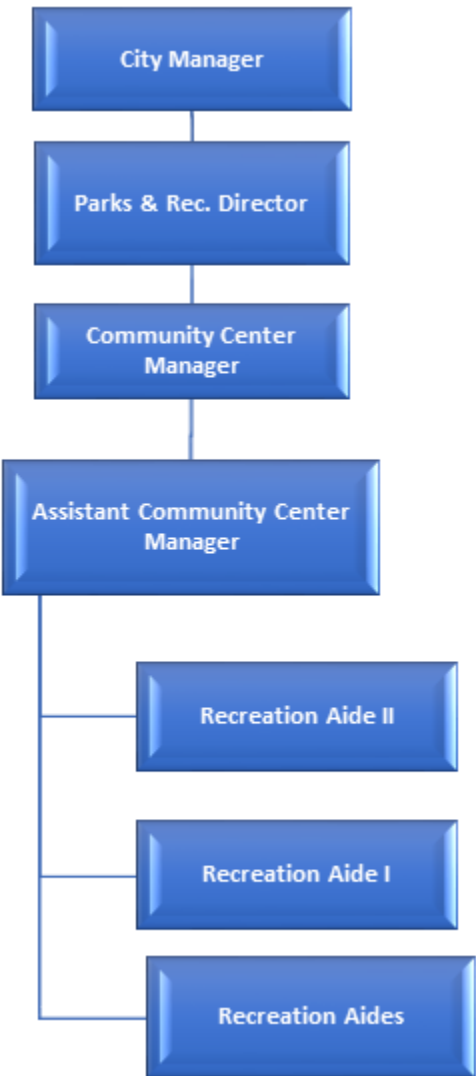 City Manager
Parks & Rec. Director
Community Center
Manager
Assistant Community Center
Manager
Recreation Aide II
Recreation Aide I
Recreation Aides